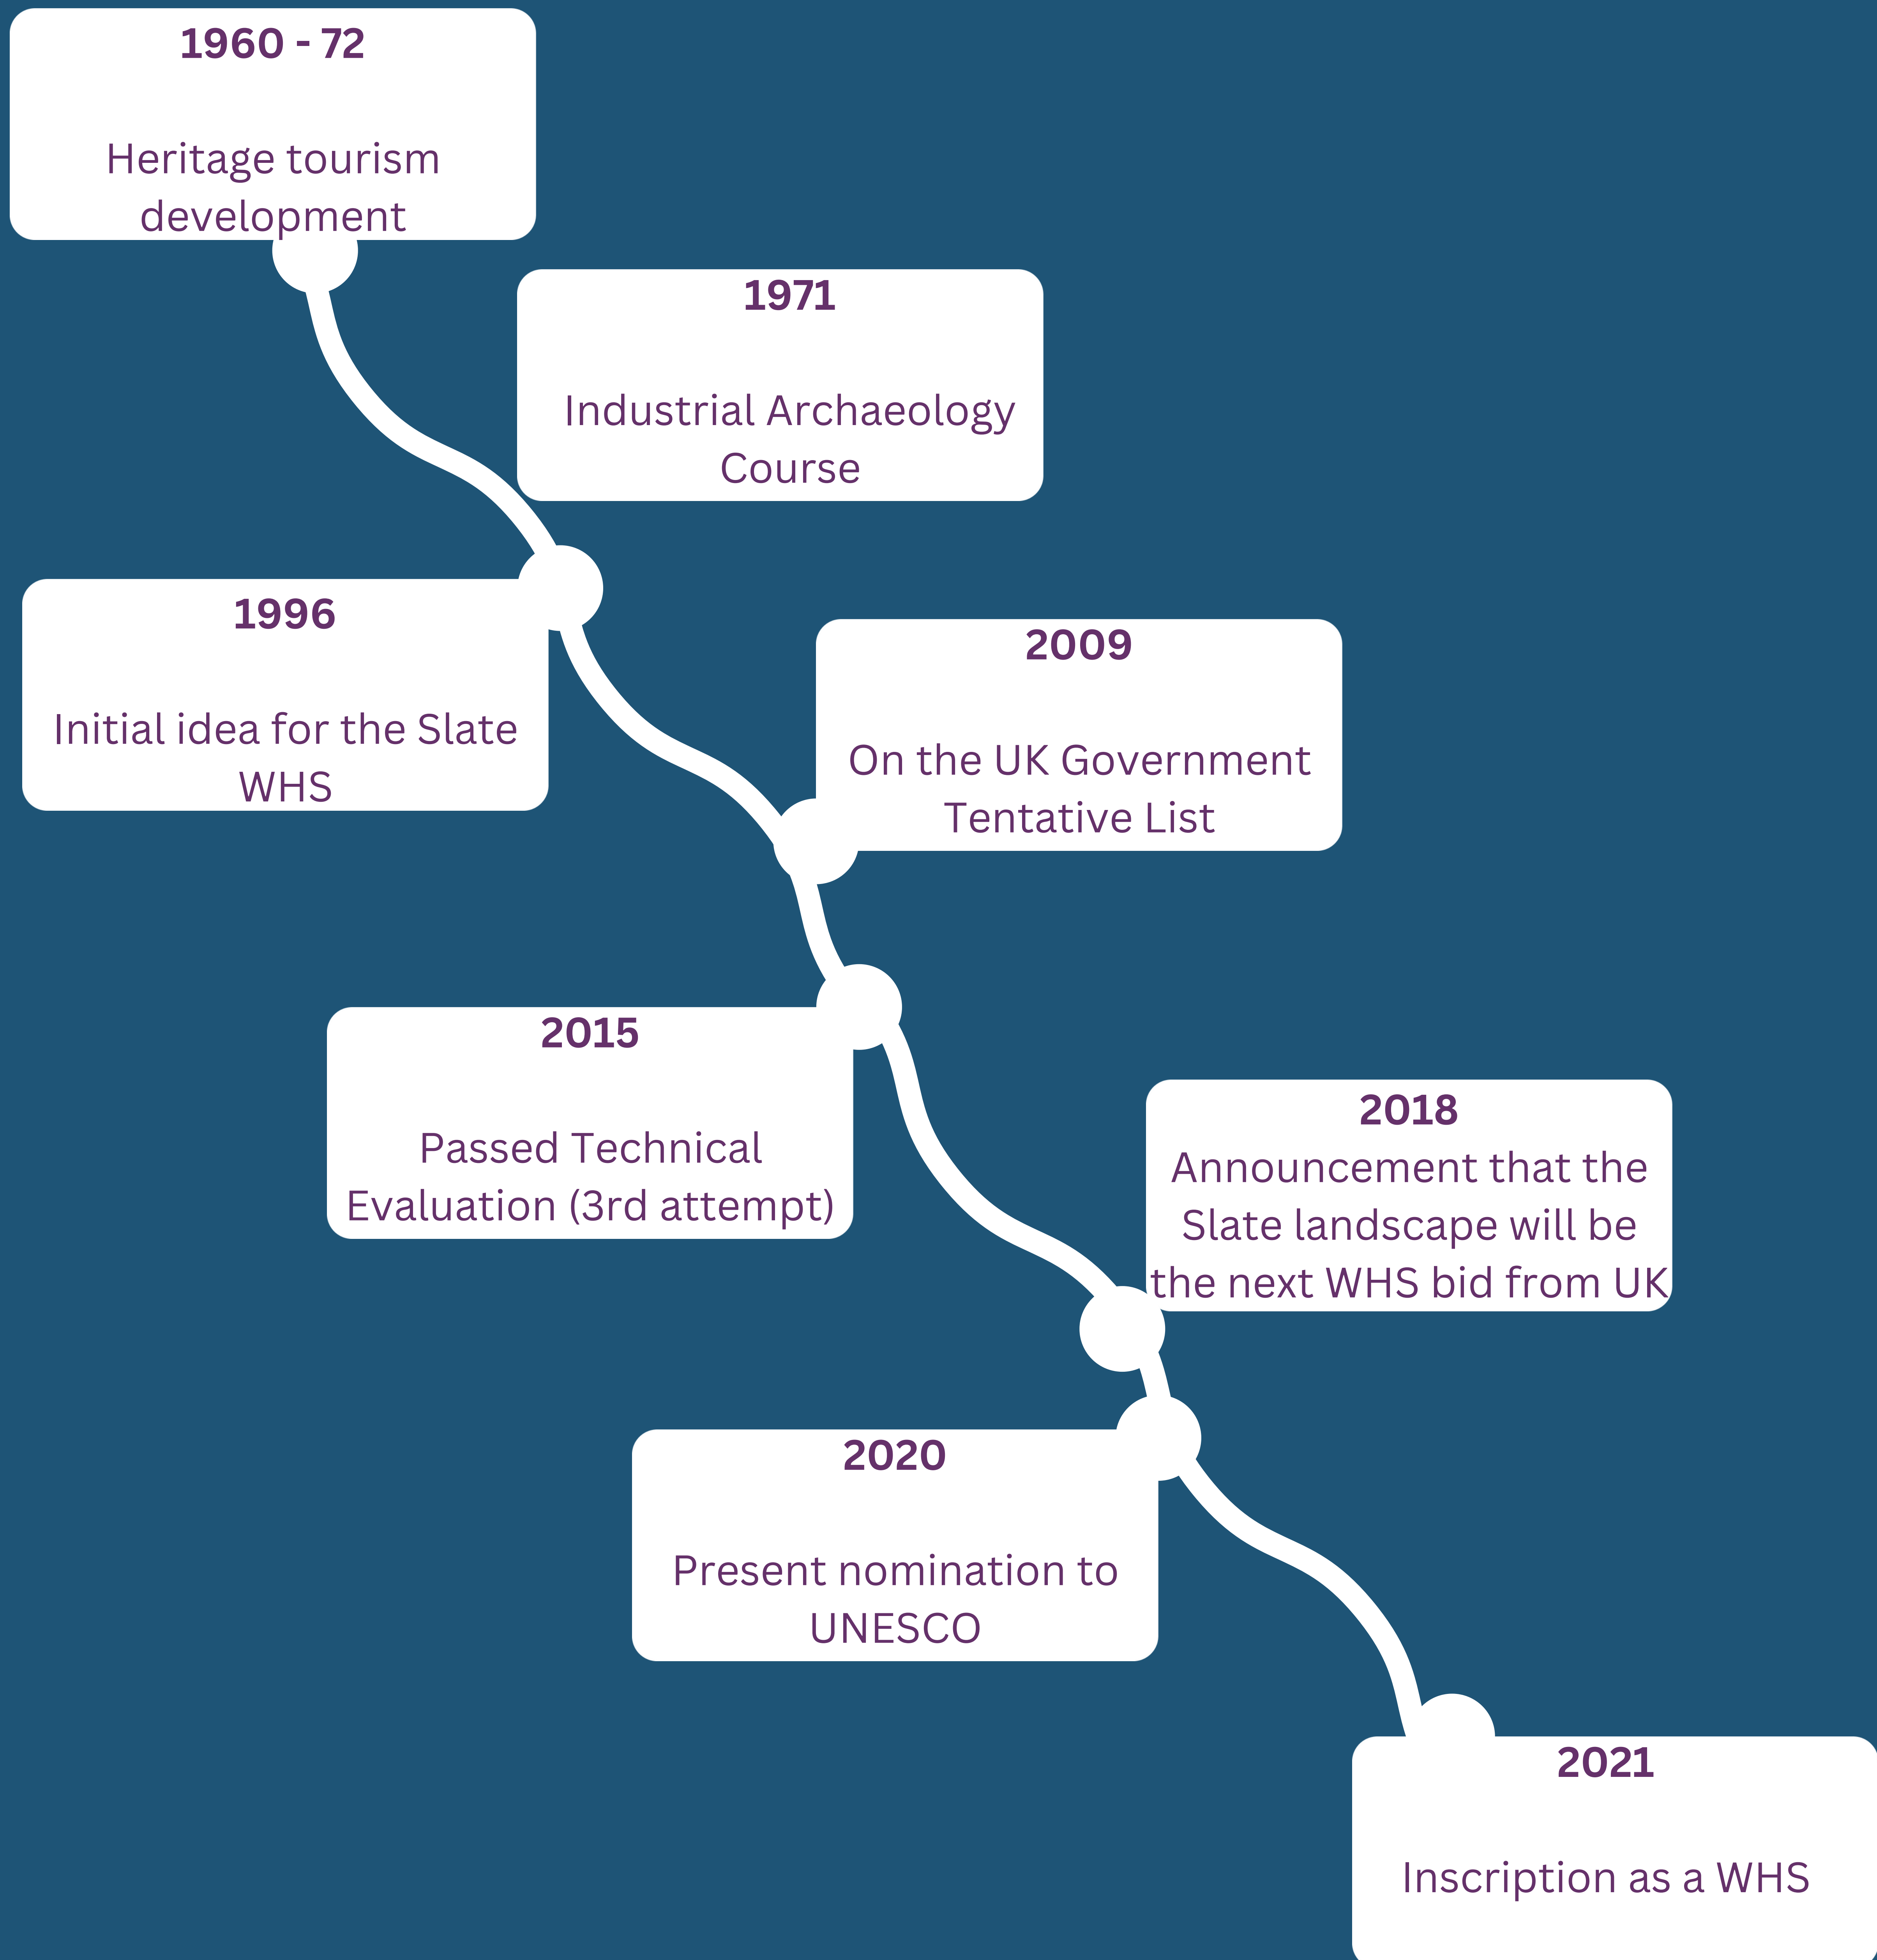 1960 - 72
Heritage tourism
development
1971
Industrial Archaeology
Course
1996
Initial idea for the Slate
WHS
2009
On the UK Government
Tentative List
2015
Passed Technical
Evaluation (3rd attempt)
2018
Announcement that the
Slate landscape will be
the next WHS bid from UK
2020
Present nomination to
UNESCO
2021
Inscription as a WHS